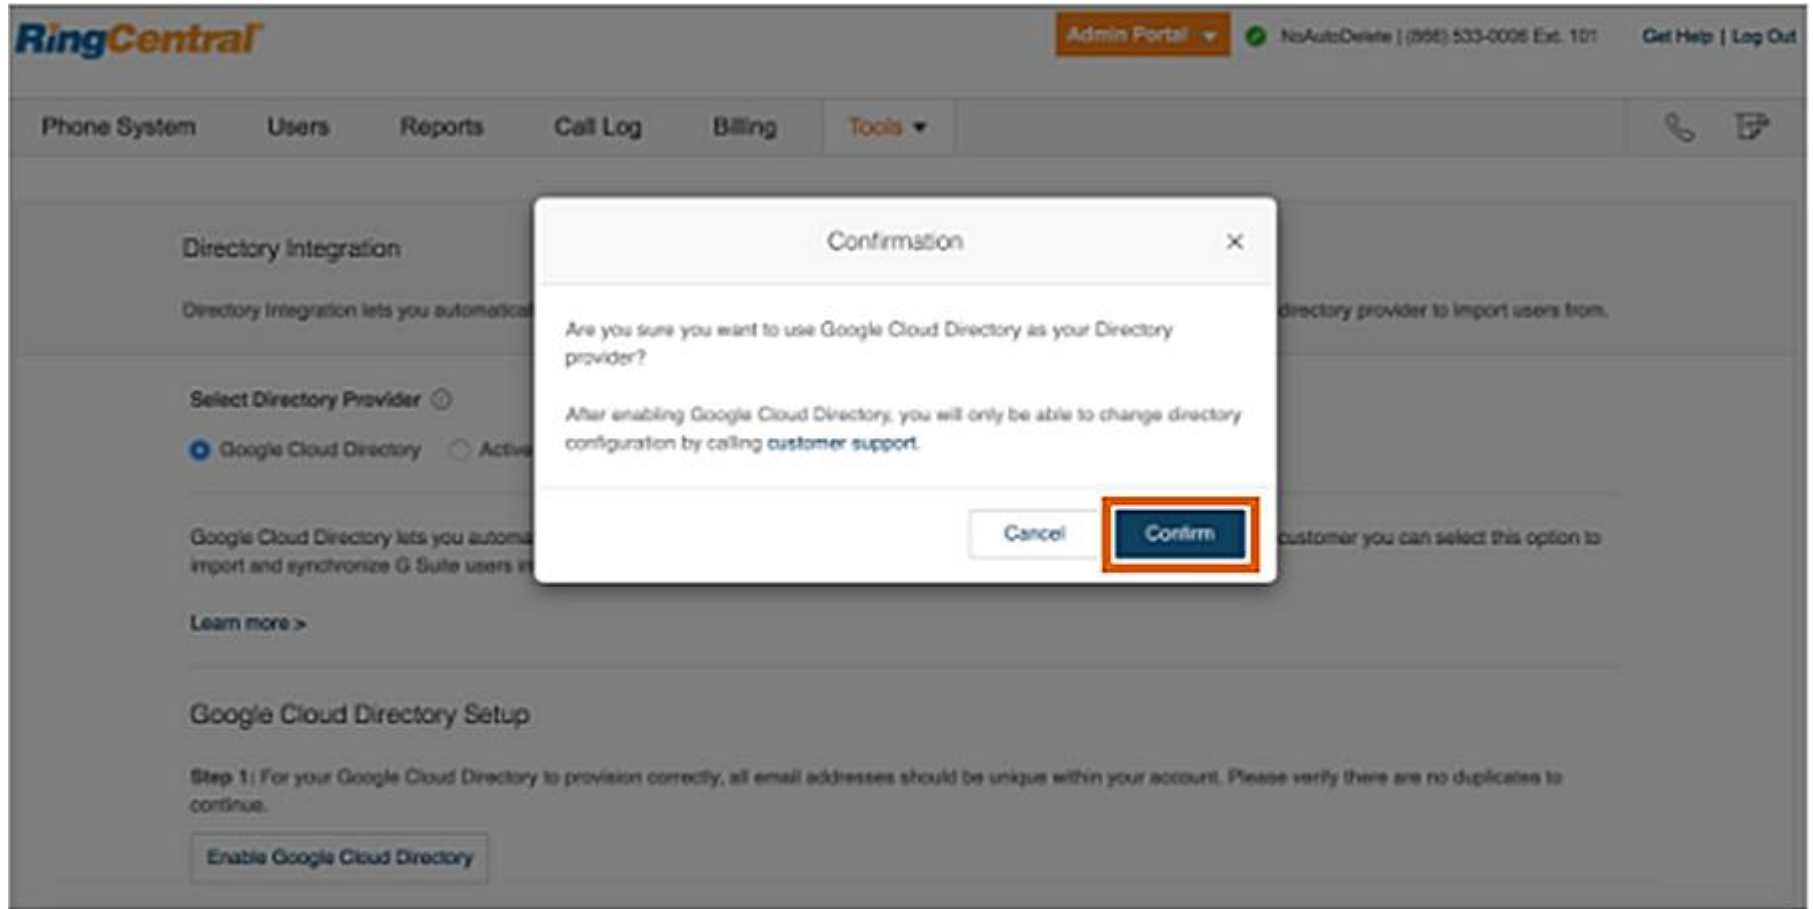 RingCentral
Admin Portal
NoAutoDelete | (866) 533-0006 Ext. 101
Get Help | Log Out
Phone System
Users
Reports
Call Log
Billing
Tools
Directory Integration
Directory Integration lets you automatical
directory provider to import users from.
Confirmation
Are you sure you want to use Google Cloud Directory as your Directory
provider?
After enabling Google Cloud Directory, you will only be able to change directory
configuration by calling customer support.
Cancel
Confirm
Select Directory Provider
Google Cloud Directory
Active
Google Cloud Directory lets you automa
customer you can select this option to
import and synchronize G Suite users in
Learn more >
Google Cloud Directory Setup
Step 1: For your Google Cloud Directory to provision correctly, all email addresses should be unique within your account. Please verify there are no duplicates to
continue.
Enable Google Cloud Directory